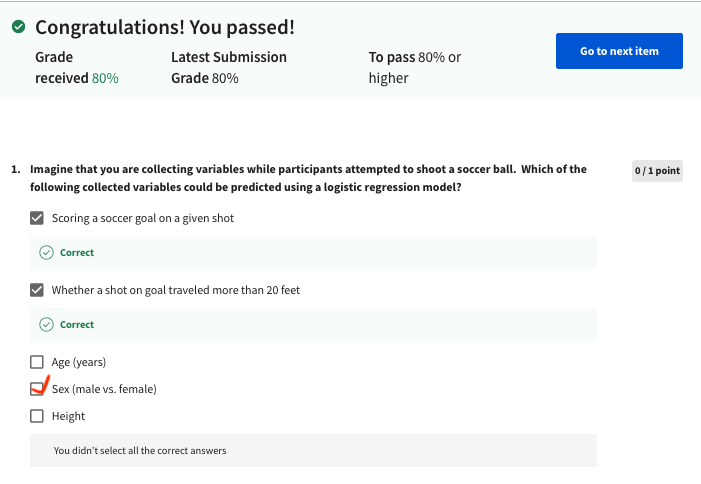 Congratulations! You passed!
Grade received 80%
Latest Submission Grade 80%
To pass 80% or higher
Go to next item
1. Imagine that you are collecting variables while participants attempted to shoot a soccer ball. Which of the
following collected variables could be predicted using a logistic regression model?
0 / 1 point
Scoring a soccer goal on a given shot
Correct
Whether a shot on goal traveled more than 20 feet
Correct
Age (years)
Sex (male vs. female)
Height
You didn't select all the correct answers